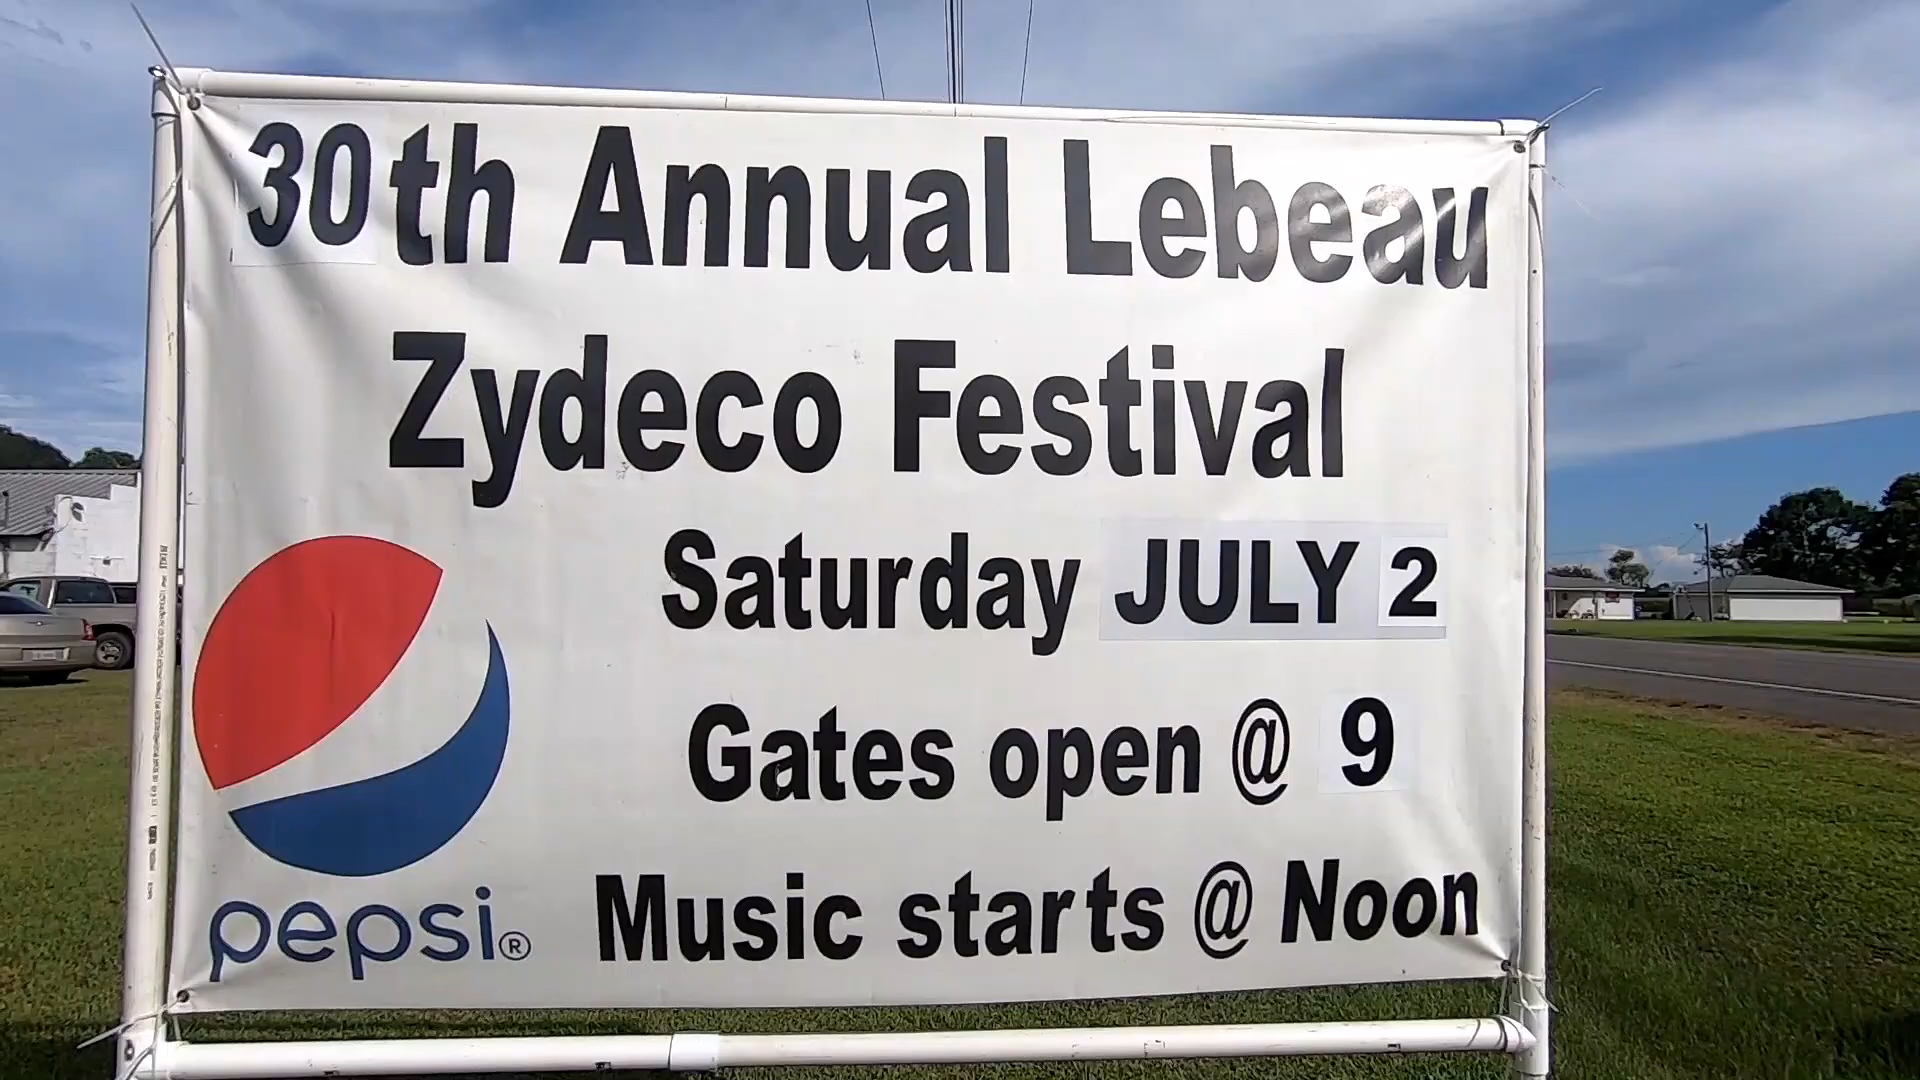 30th Annual Lebeau
Zydeco Festival
Saturday JULY 2
Gates open @ 9
Music starts @ Noon
pepsi®